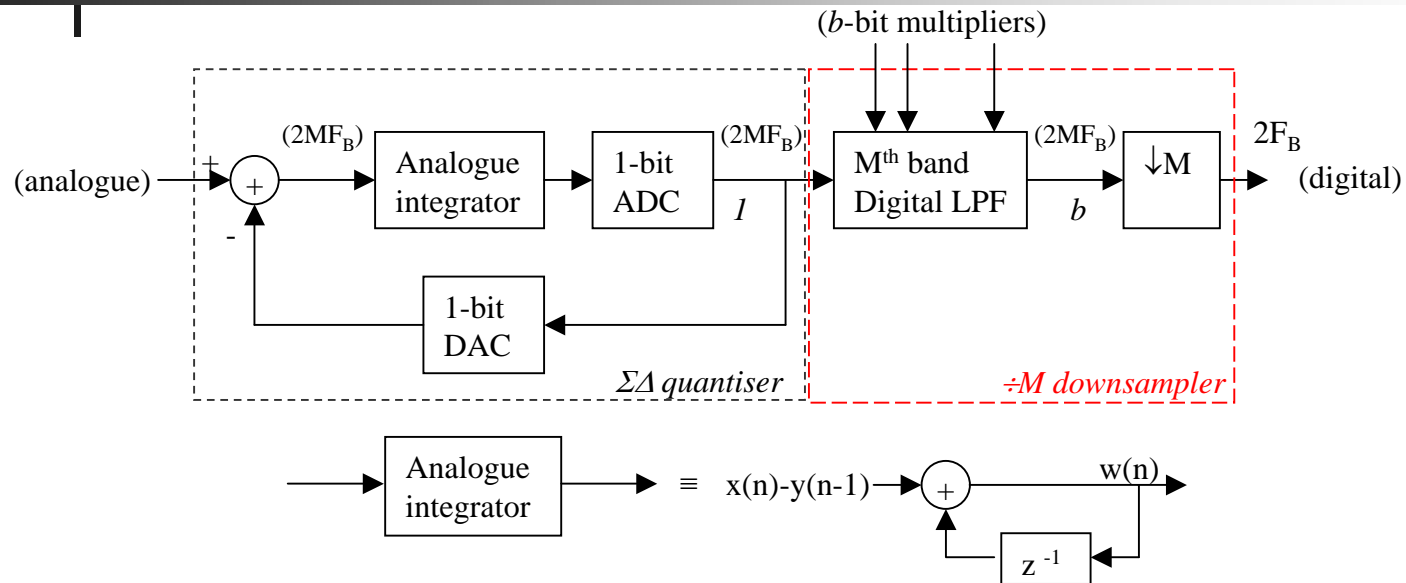 (b-bit multipliers)
(2MF_B)
(2MF_B)
(2MF_B)
2F_B
(analogue)
+
+
-
Analogue
integrator
1-bit
ADC
1
M^th band
Digital LPF
b
↓M
(digital)
1-bit
DAC
ΣΔ quantiser
÷M downsampler
Analogue
integrator
≡
x(n)-y(n-1)
+
w(n)
z^-1